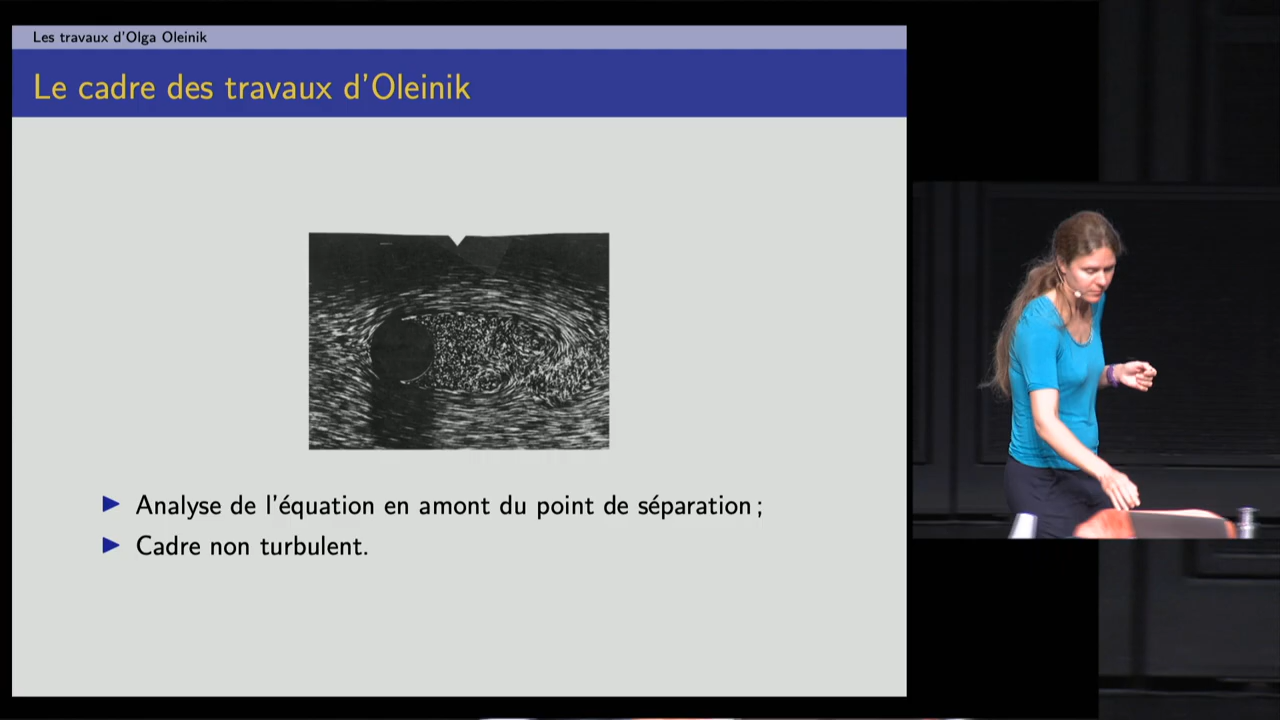 Les travaux d'Olga Oleinik
Le cadre des travaux d'Oleinik
Analyse de l'équation en amont du point de séparation ;
Cadre non turbulent.